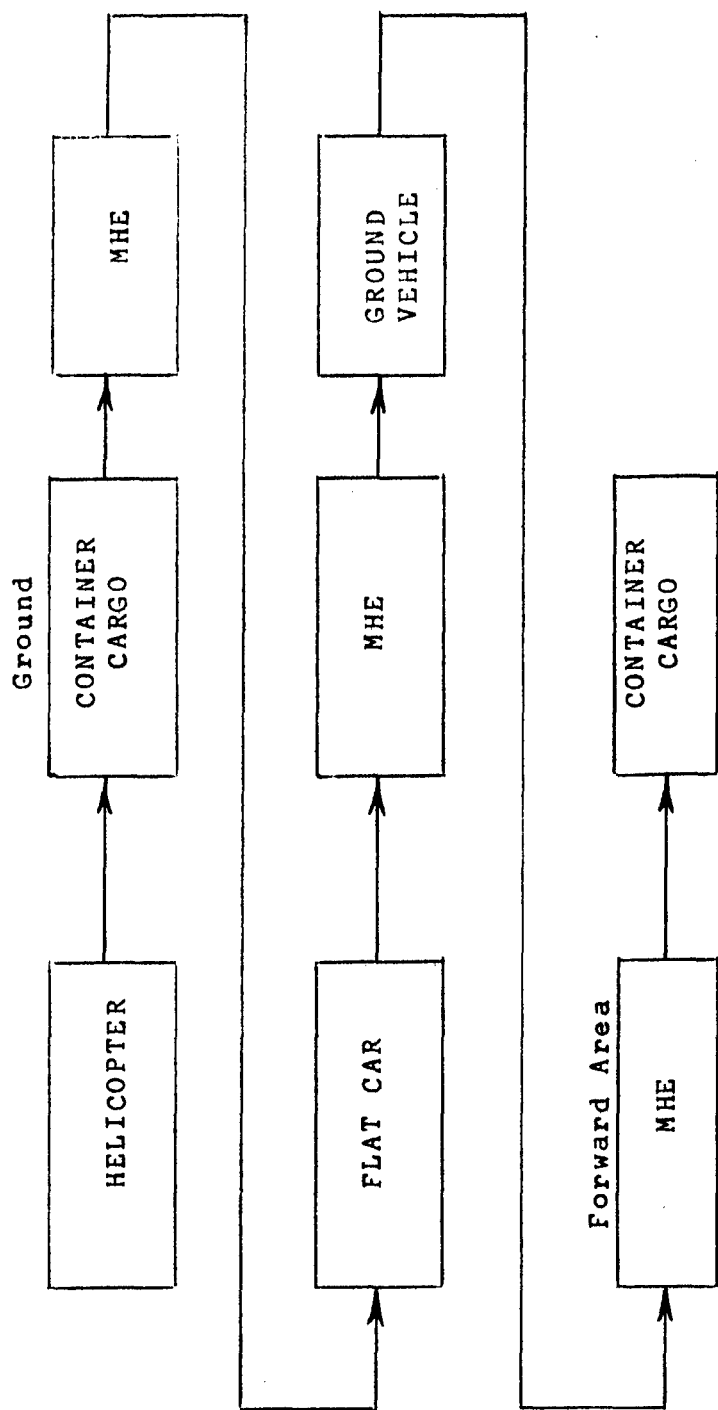 HELICOPTER
Ground
CONTAINER
CARGO
MHE
FLAT CAR
MHE
GROUND
VEHICLE
Forward Area
MHE
CONTAINER
CARGO